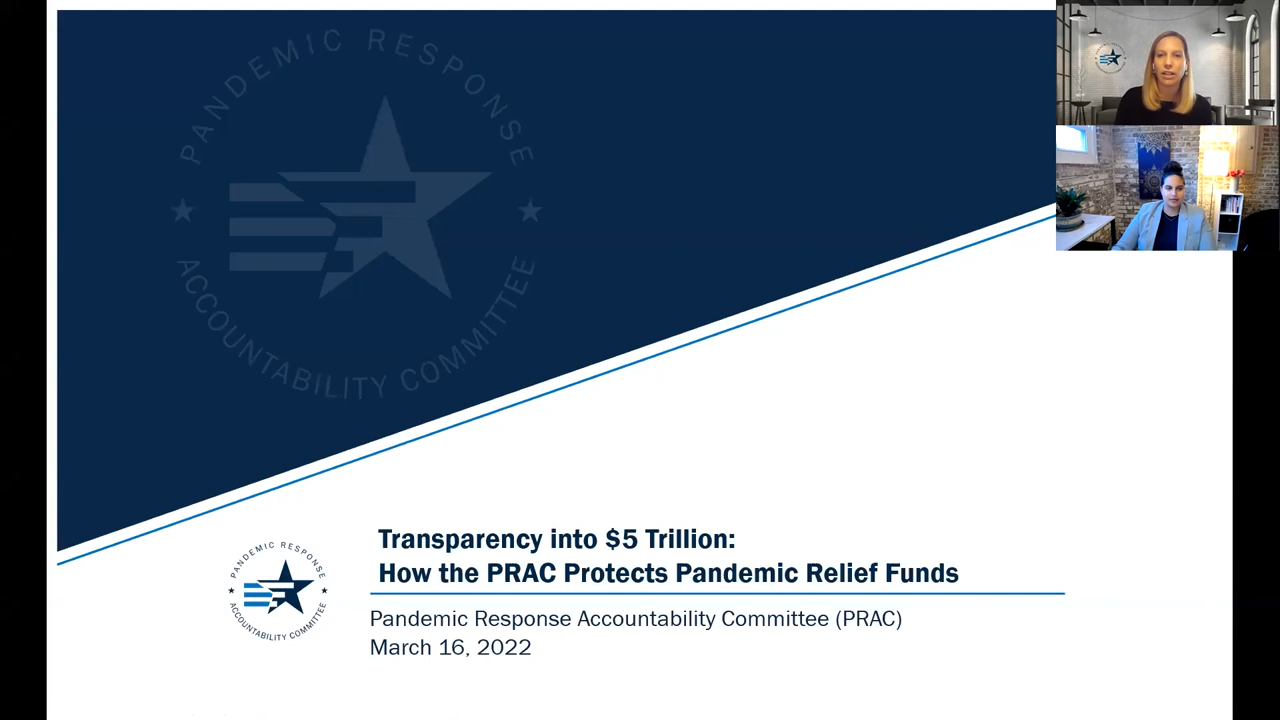 PANDEMIC RESPONSE
ACCOUNTABILITY COMMITTEE
Transparency into $5 Trillion:
How the PRAC Protects Pandemic Relief Funds
PANDEMIC RESPONSE
ACCOUNTABILITY COMMITTEE
Pandemic Response Accountability Committee (PRAC)
March 16, 2022